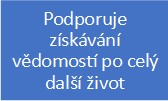 Podporuje
získávání
vědomostí po celý
další život